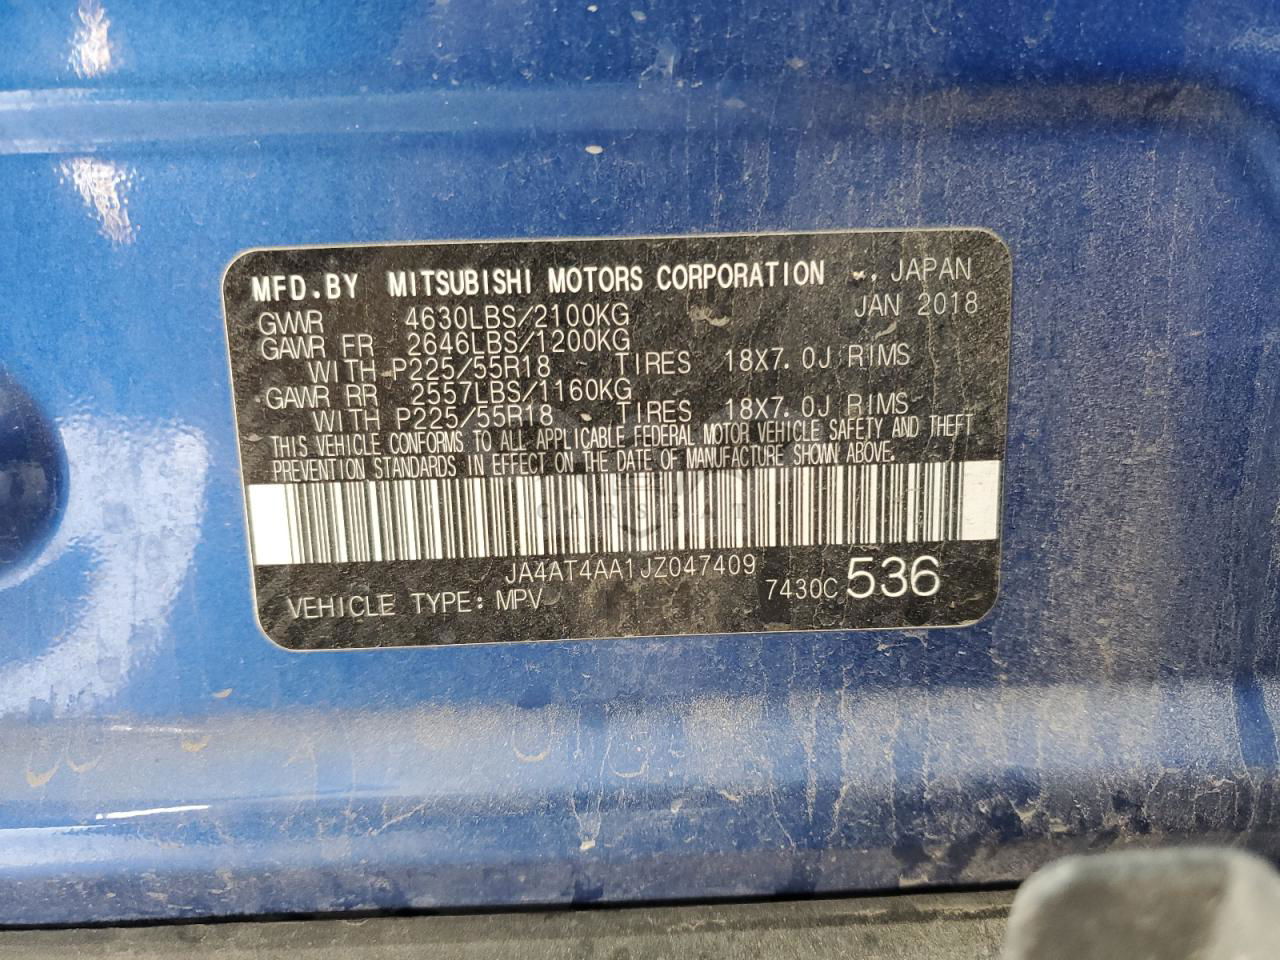 MFD.BY MITSUBISHI MOTORS CORPORATION , JAPAN
GVWR 4630LBS/2100KG JAN 2018
GAWR FR 2646LBS/1200KG
WITH P225/55R18 TIRES 18X7.0J RIMS
GAWR RR 2557LBS/1160KG
WITH P225/55R18 TIRES 18X7.0J RIMS
THIS VEHICLE CONFORMS TO ALL APPLICABLE FEDERAL MOTOR VEHICLE SAFETY AND THEFT
PREVENTION STANDARDS IN EFFECT ON THE DATE OF MANUFACTURE SHOWN ABOVE.
JA4AT4AA1JZ047409
VEHICLE TYPE: MPV 7430C 536